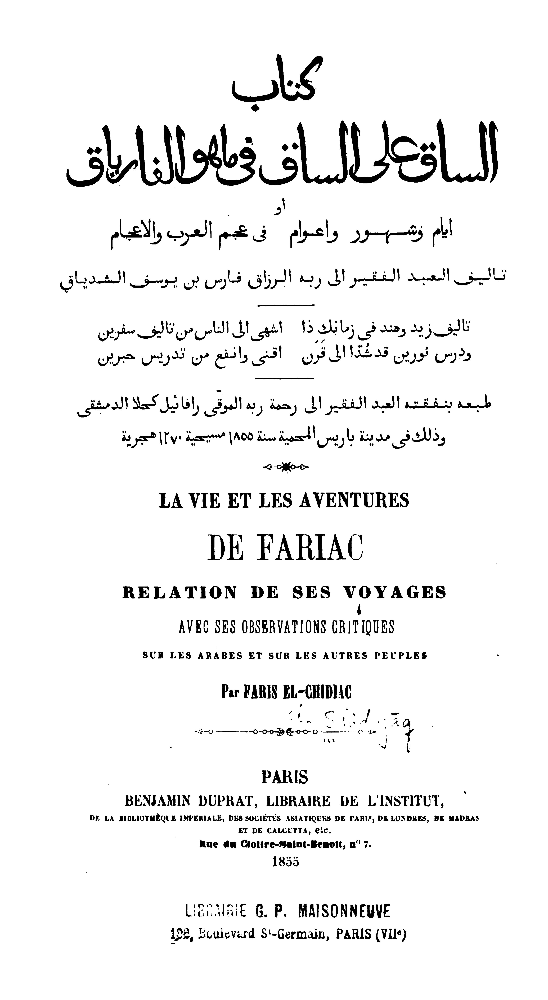 كتاب
الساق على الساق فى ما هو الفارياق
او
ايام وشهور واعوام فى عجم العرب والاعجام
تاليف العبد الفقير الى ربه الرزاق فارس بن يوسف الشدياق
تاليف زيد وهند فى زمانك ذا اشهى الى الناس من تاليف سفرين
ودرس ثورين قد شُدّا الى قَرَن اقنى وانفع من تدريس حبرين
طبعه بنفقته العبد الفقير الى رحمة ربه الموقّى رافائيل كحلا الدمشقى
وذلك فى مدينة باريس المحمية سنة ١٨٥٥ مسيحية ١٢٧٠ هجرية
LA VIE ET LES AVENTURES
DE FARIAC
RELATION DE SES VOYAGES
AVEC SES OBSERVATIONS CRITIQUES
SUR LES ARABES ET SUR LES AUTRES PEUPLES
Par FARIS EL-CHIDIAC
PARIS
BENJAMIN DUPRAT, LIBRAIRE DE L'INSTITUT,
DE LA BIBLIOTHÈQUE IMPERIALE, DES SOCIÉTÉS ASIATIQUES DE PARIS, DE LONDRES, DE MADRAS
ET DE CALCUTTA, etc.
Rue du Cloître-Saint-Benoit, nº 7.
1855
LIBRAIRIE G. P. MAISONNEUVE
198, Boulevard St-Germain, PARIS (VIIe)